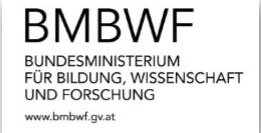 BMBWF
BUNDESMINISTERIUM
FÜR BILDUNG, WISSENSCHAFT
UND FORSCHUNG
www.bmbwf.gv.at